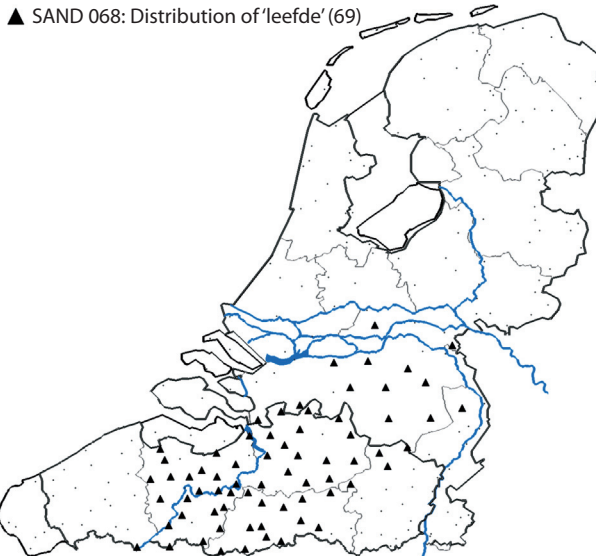 ▲ SAND 068: Distribution of ‘leefde’ (69)